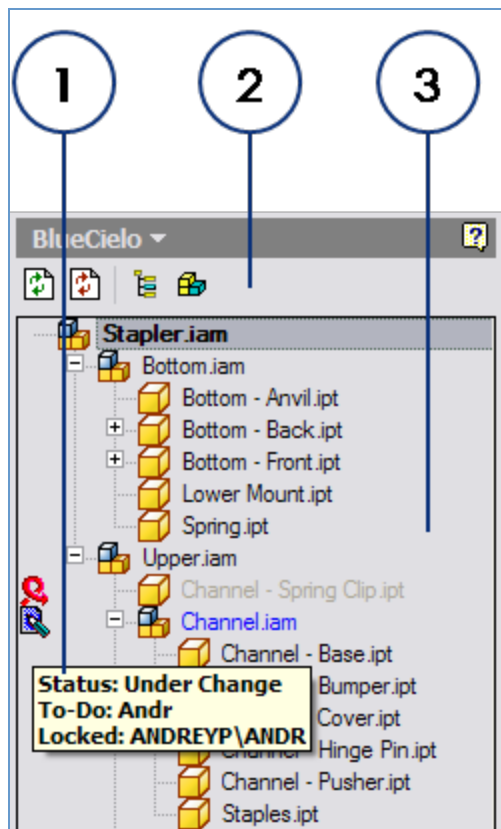 1 2 3
BlueCielo
?
Stapler.iam
Bottom.iam
Bottom - Anvil.ipt
Bottom - Back.ipt
Bottom - Front.ipt
Lower Mount.ipt
Spring.ipt
Upper.iam
Channel - Spring Clip.ipt
Channel.iam
Channel - Base.ipt
Status: Under Change
Bumper.ipt
To-Do: Andr
Cover.ipt
Locked: ANDREYP\ANDR
Channel - Hinge Pin.ipt
Channel - Pusher.ipt
Staples.ipt